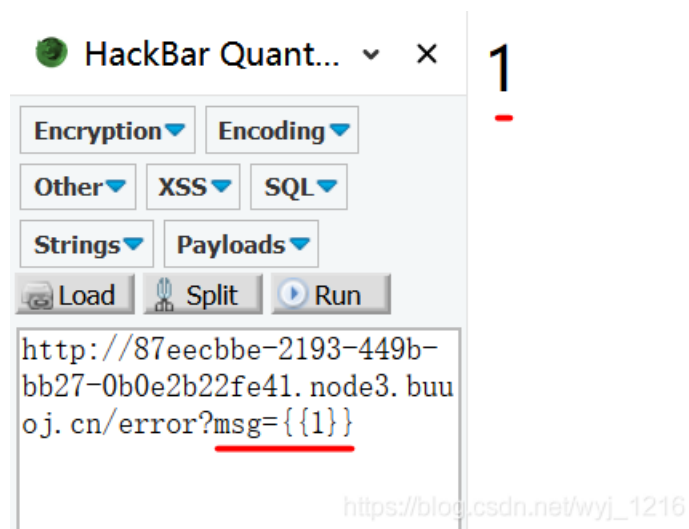 HackBar Quant...
1
Encryption Encoding
Other XSS SQL
Strings Payloads
Load Split Run
http://87eecbbe-2193-449b-
bb27-0b0e2b22fe41.node3.buu
oj.cn/error?msg={{1}}
https://blog.csdn.net/wyj_1216